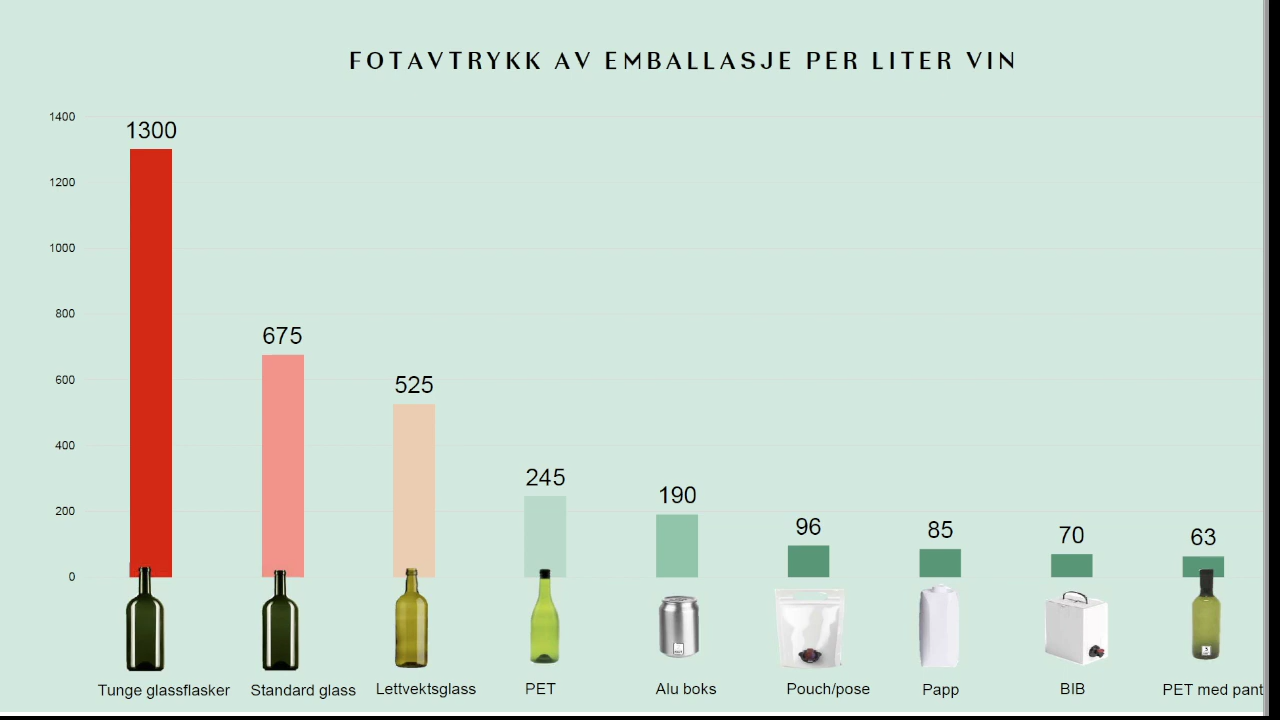 FOTAVTRYKK AV EMBALLASJE PER LITER VIN
1400
1200
1000
800
600
400
200
0
1300
675
525
245
190
96
85
70
63
Tunge glassflasker
Standard glass
Lettvektsglass
PET
Alu boks
Pouch/pose
Papp
BIB
PET med pant